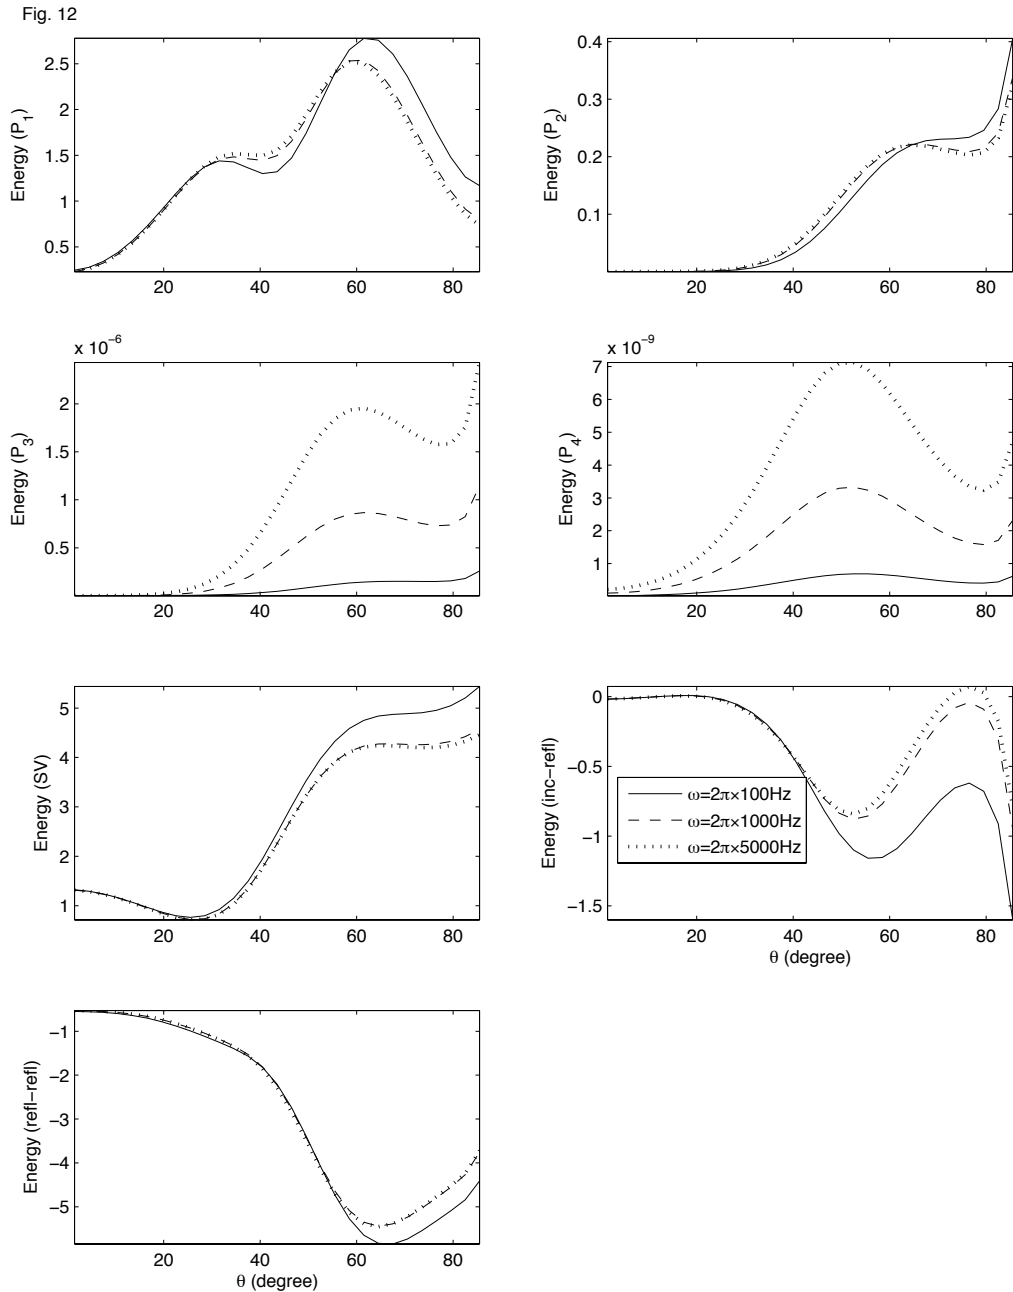 Fig. 12
Energy (P1)
2.5
2
1.5
1
0.5
20 40 60 80
Energy (P2)
0.4
0.3
0.2
0.1
20 40 60 80
x 10−6
Energy (P3)
2
1.5
1
0.5
20 40 60 80
x 10−9
Energy (P4)
7
6
5
4
3
2
1
20 40 60 80
Energy (SV)
5
4
3
2
1
20 40 60 80
Energy (inc−refl)
0
−0.5
−1
−1.5
ω=2π×100Hz
ω=2π×1000Hz
ω=2π×5000Hz
20 40 60 80
θ (degree)
Energy (refl−refl)
−1
−2
−3
−4
−5
20 40 60 80
θ (degree)